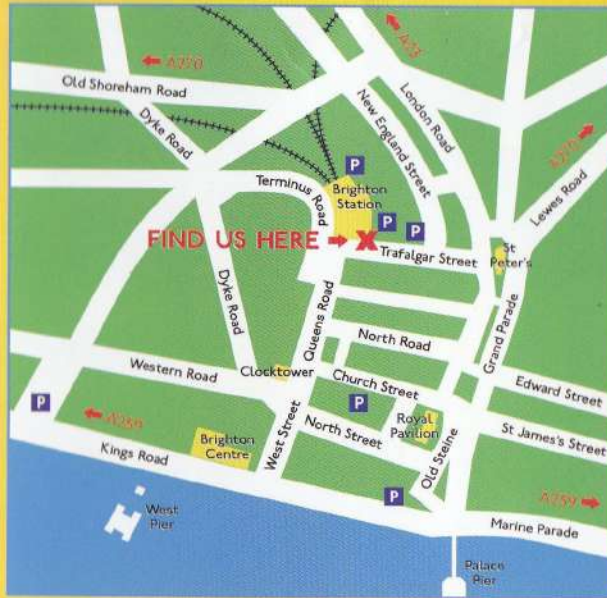 A23
A270
Old Shoreham Road
Dyke Road
New England Street
London Road
A270
Lewes Road
P
Terminus Road
Brighton
Station
P
P
FIND US HERE
X
Trafalgar Street
St
Peter's
Dyke Road
Queens Road
North Road
Grand Parade
Western Road
Clocktower
Church Street
Edward Street
P
P
A259
Kings Road
Brighton
Centre
West Street
North Street
Royal
Pavilion
Old Steine
St James's Street
P
A259
Marine Parade
West
Pier
Palace
Pier